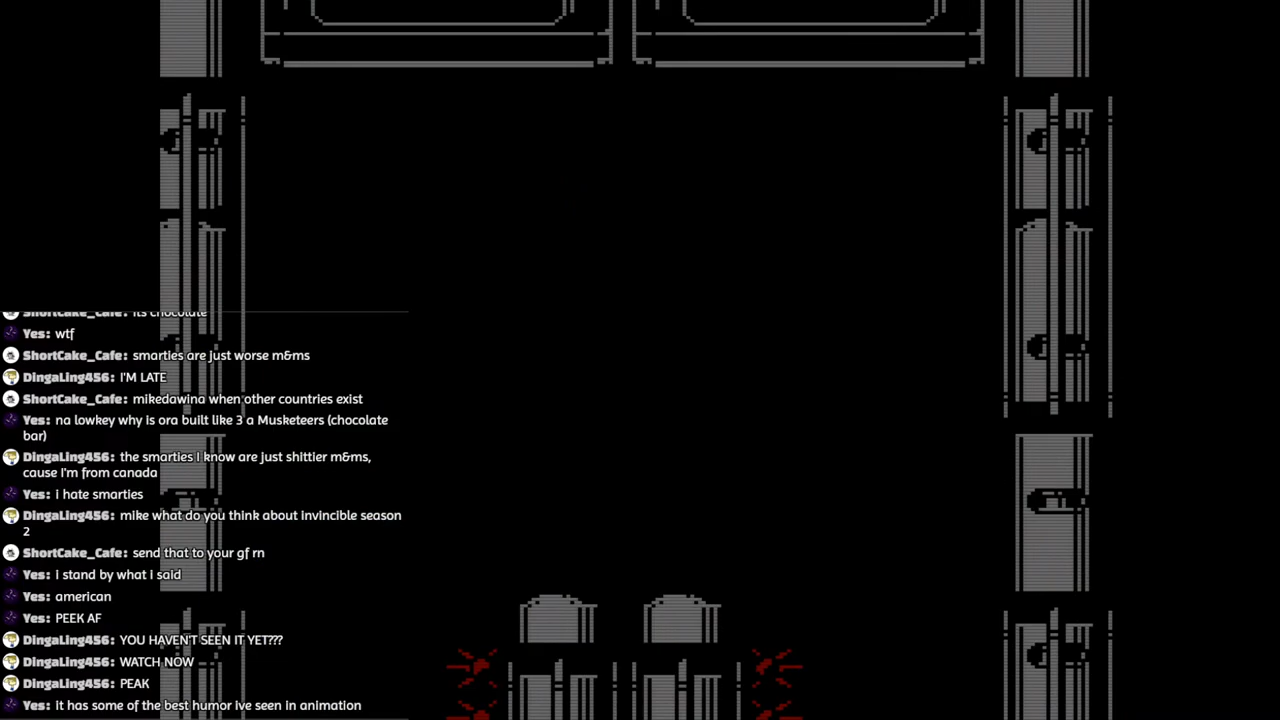 ShortCake_Cafe: its chocolate
Yes: wtf
ShortCake_Cafe: smarties are just worse m&ms
DingaLing456: I'M LATE
ShortCake_Cafe: mikedawina when other countries exist
Yes: na lowkey why is ora built like 3 a Musketeers (chocolate
bar)
DingaLing456: the smarties I know are just shittier m&ms,
cause I'm from canada
Yes: i hate smarties
DingaLing456: mike what do you think about invincible season
2
ShortCake_Cafe: send that to your gf rn
Yes: i stand by what i said
Yes: american
Yes: PEEK AF
DingaLing456: YOU HAVEN'T SEEN IT YET???
DingaLing456: WATCH NOW
DingaLing456: PEAK
Yes: it has some of the best humor ive seen in animation